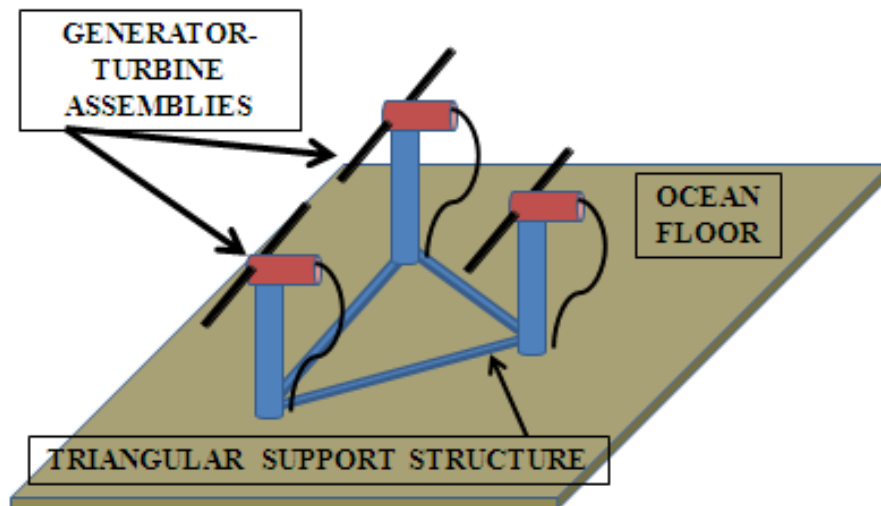 GENERATOR-
TURBINE
ASSEMBLIES
OCEAN
FLOOR
TRIANGULAR SUPPORT STRUCTURE